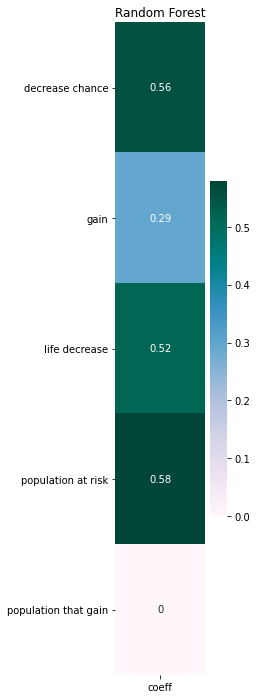 Random Forest
decrease chance
0.56
gain
0.29
life decrease
0.52
population at risk
0.58
population that gain
0
coeff
0.5
0.4
0.3
0.2
0.1
0.0